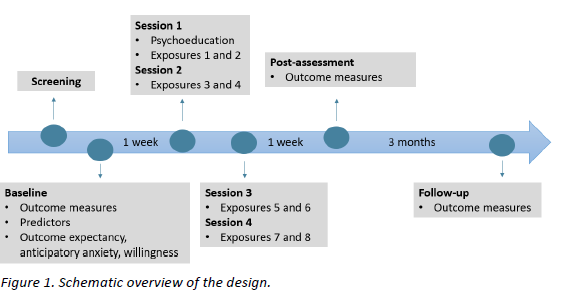 Session 1
• Psychoeducation
• Exposures 1 and 2
Session 2
• Exposures 3 and 4
Post-assessment
• Outcome measures
Screening
1 week
1 week
3 months
Baseline
• Outcome measures
• Predictors
• Outcome expectancy,
anticipatory anxiety, willingness
Session 3
• Exposures 5 and 6
Session 4
• Exposures 7 and 8
Follow-up
• Outcome measures
Figure 1. Schematic overview of the design.